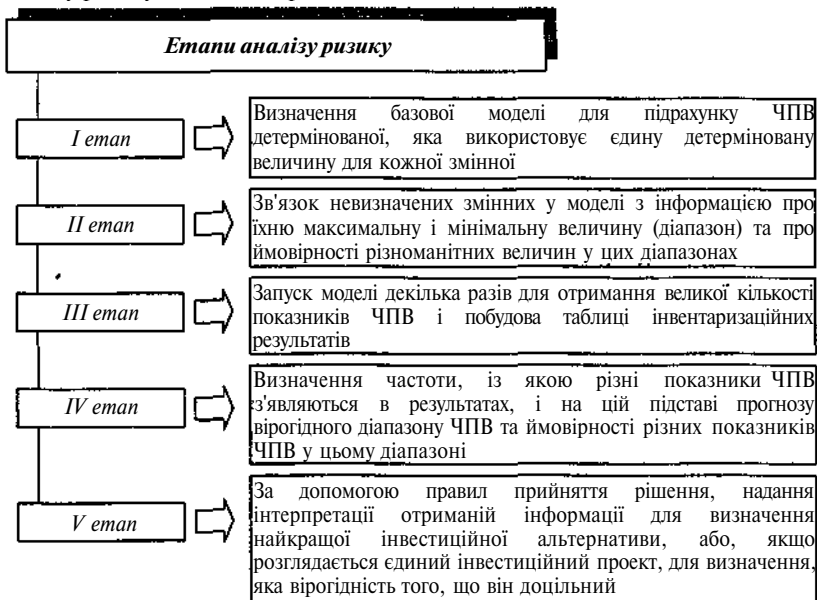 Етапи аналізу ризику
I етап
Визначення базової моделі для підрахунку ЧПВ
детермінованої, яка використовує єдину детерміновану
величину для кожної змінної
II етап
Зв'язок невизначених змінних у моделі з інформацією про
їхню максимальну і мінімальну величину (діапазон) та про
ймовірності різноманітних величин у цих діапазонах
III етап
Запуск моделі декілька разів для отримання великої кількості
показників ЧПВ і побудова таблиці інвентаризаційних
результатів
IV етап
Визначення частоти, із якою різні показники ЧПВ
з'являються в результатах, і на цій підставі прогнозу
вірогідного діапазону ЧПВ та ймовірності різних показників
ЧПВ у цьому діапазоні
V етап
За допомогою правил прийняття рішення, надання
інтерпретації отриманій інформації для визначення
найкращої інвестиційної альтернативи, або, якщо
розглядається єдиний інвестиційний проект, для визначення,
яка вірогідність того, що він доцільний